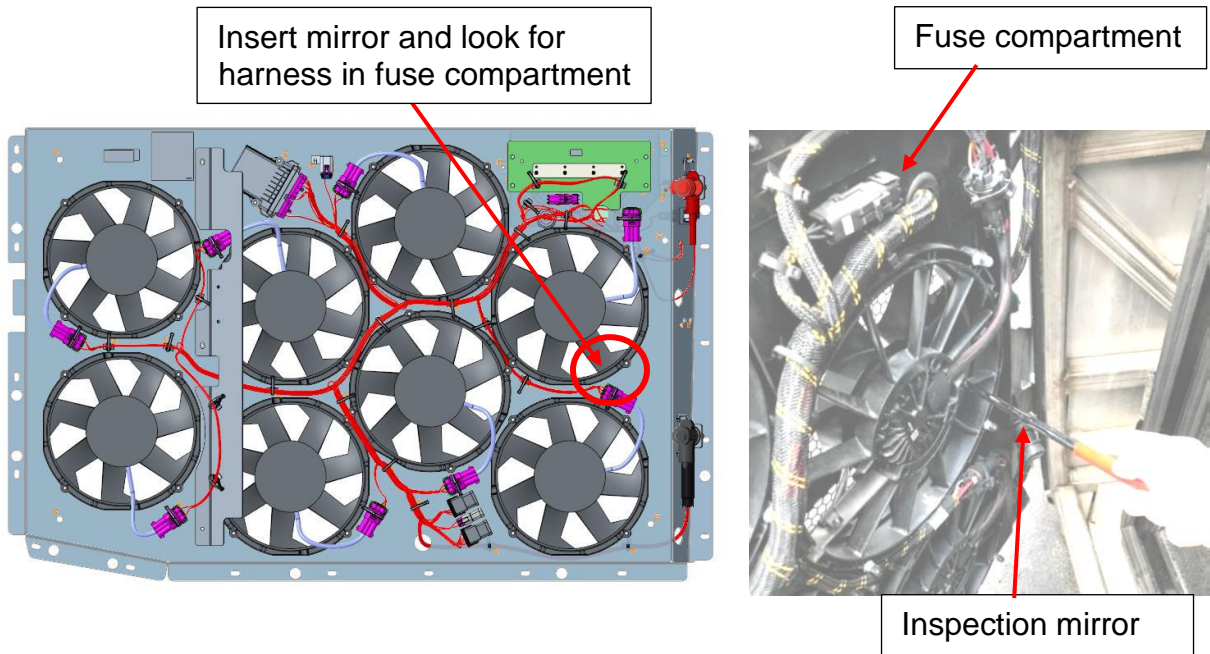 Insert mirror and look for
harness in fuse compartment
Fuse compartment
Inspection mirror